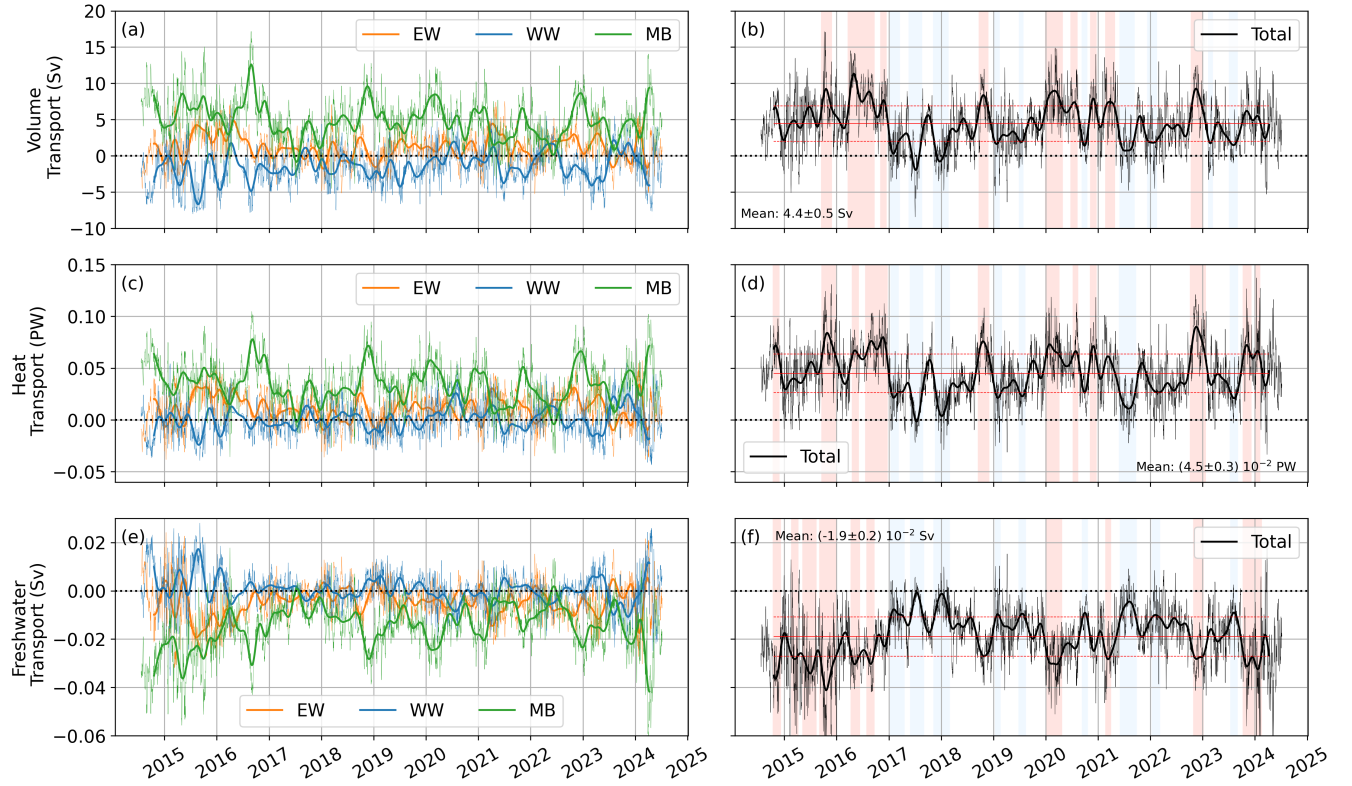 (a) EW WW MB
20
15
10
5
0
−5
−10
Volume
Transport (Sv)
(b) Total
Mean: 4.4±0.5 Sv
(c) EW WW MB
0.15
0.10
0.05
0.00
−0.05
Heat
Transport (PW)
(d)
Total
Mean: (4.5±0.3) 10⁻² PW
(e)
0.02
0.00
−0.02
−0.04
−0.06
Freshwater
Transport (Sv)
EW WW MB
(f) Mean: (-1.9±0.2) 10⁻² Sv
Total
2015 2016 2017 2018 2019 2020 2021 2022 2023 2024 2025
2015 2016 2017 2018 2019 2020 2021 2022 2023 2024 2025